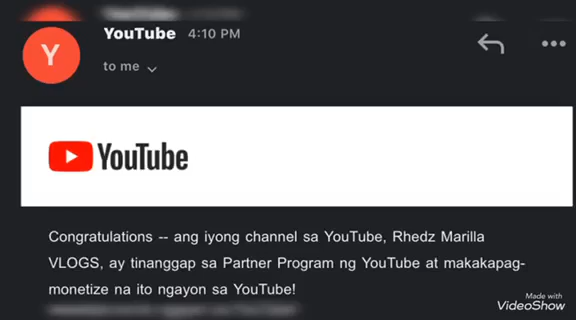 YouTube 4:10 PM
Y
to me
YouTube
Congratulations -- ang iyong channel sa YouTube, Rhedz Marilla
VLOGS, ay tinanggap sa Partner Program ng YouTube at makakapag-
monetize na ito ngayon sa YouTube!
Made with
VideoShow